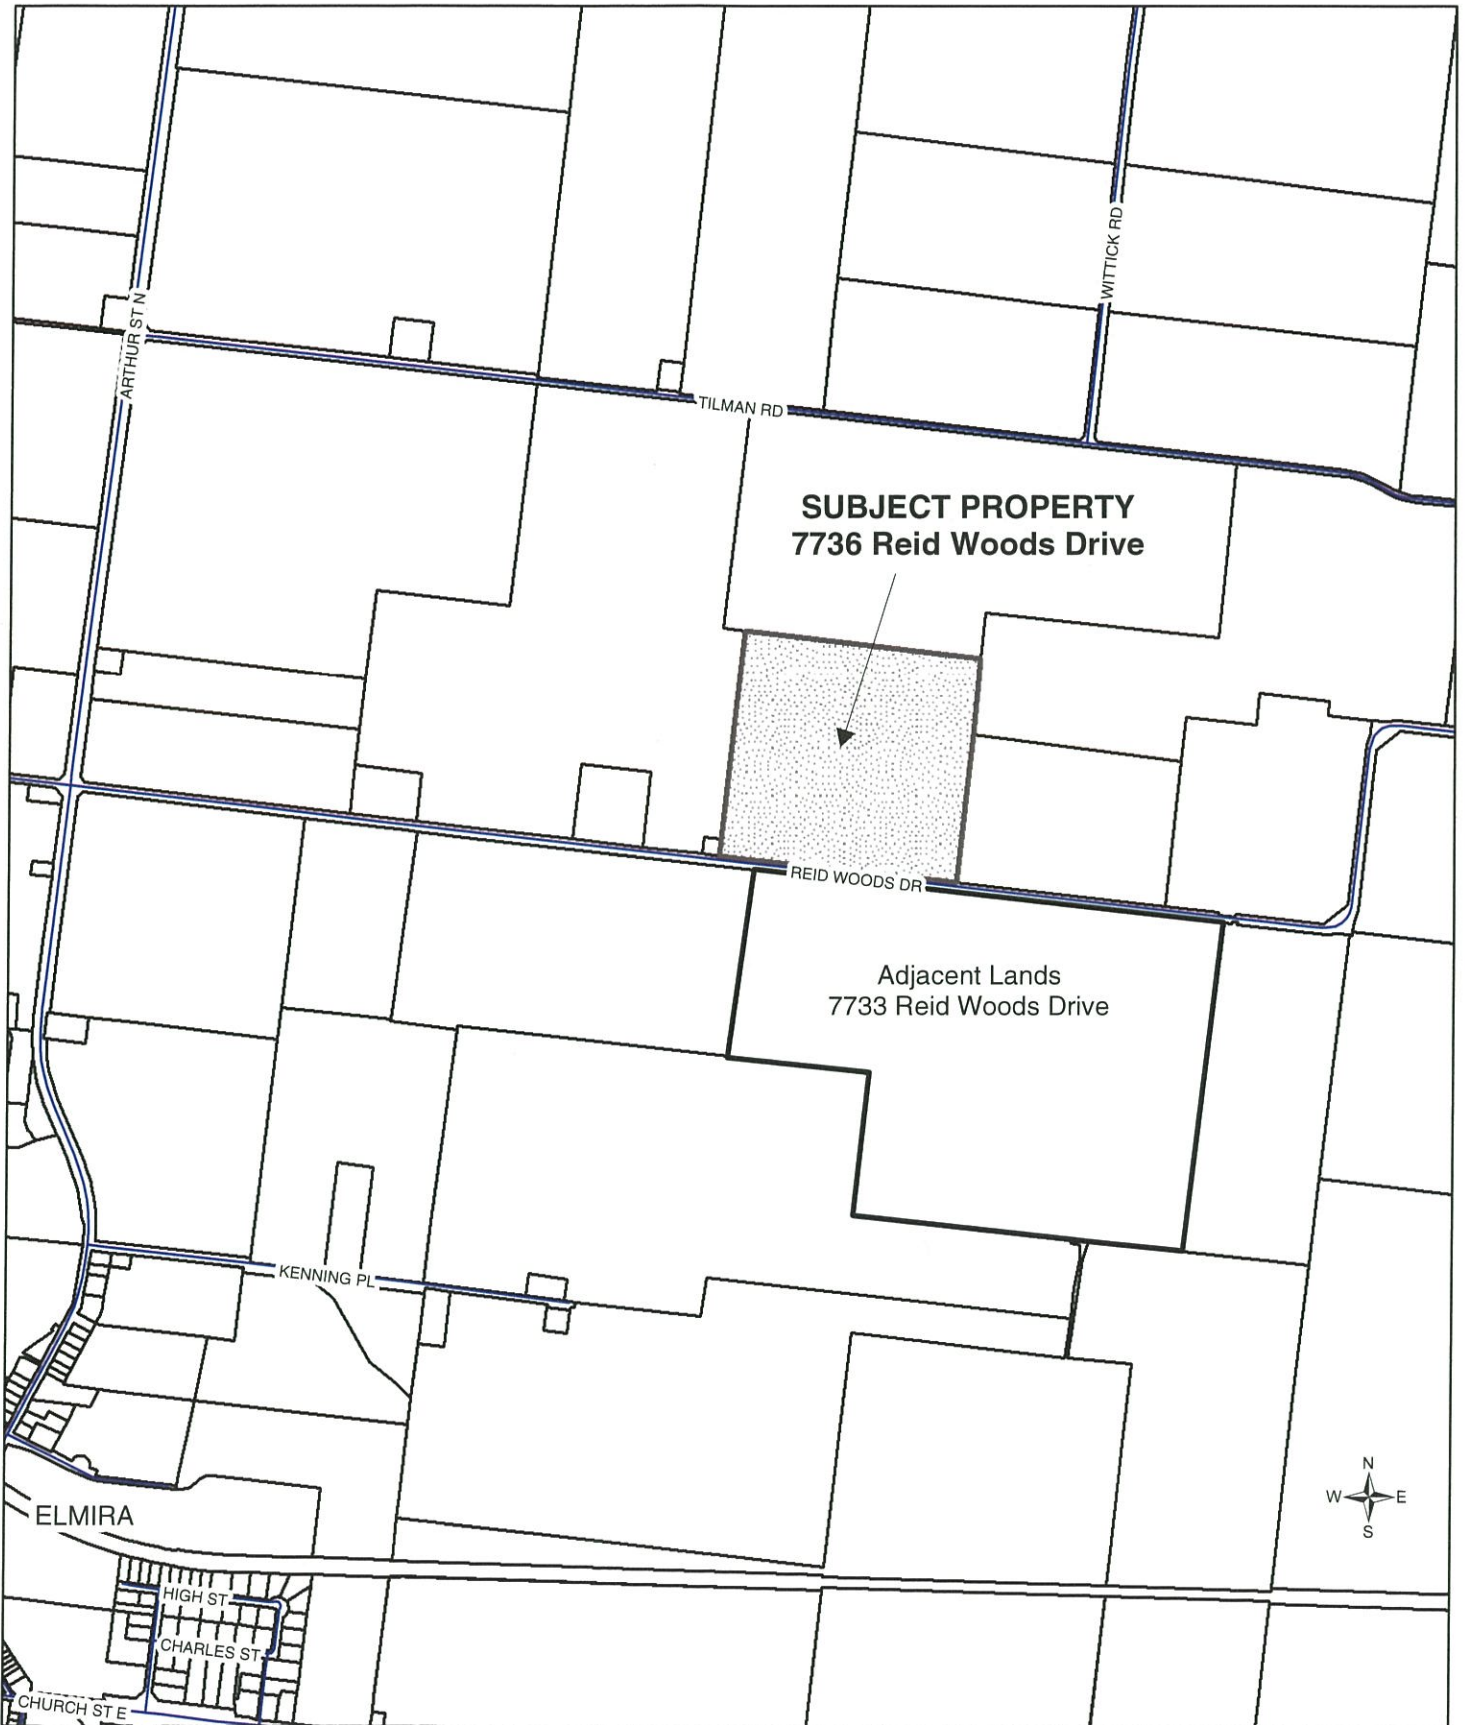 WITTICK RD
ARTHUR ST N
TILMAN RD
SUBJECT PROPERTY
7736 Reid Woods Drive
REID WOODS DR
Adjacent Lands
7733 Reid Woods Drive
KENNING PL
N
W E
S
ELMIRA
HIGH ST
CHARLES ST
CHURCH ST E